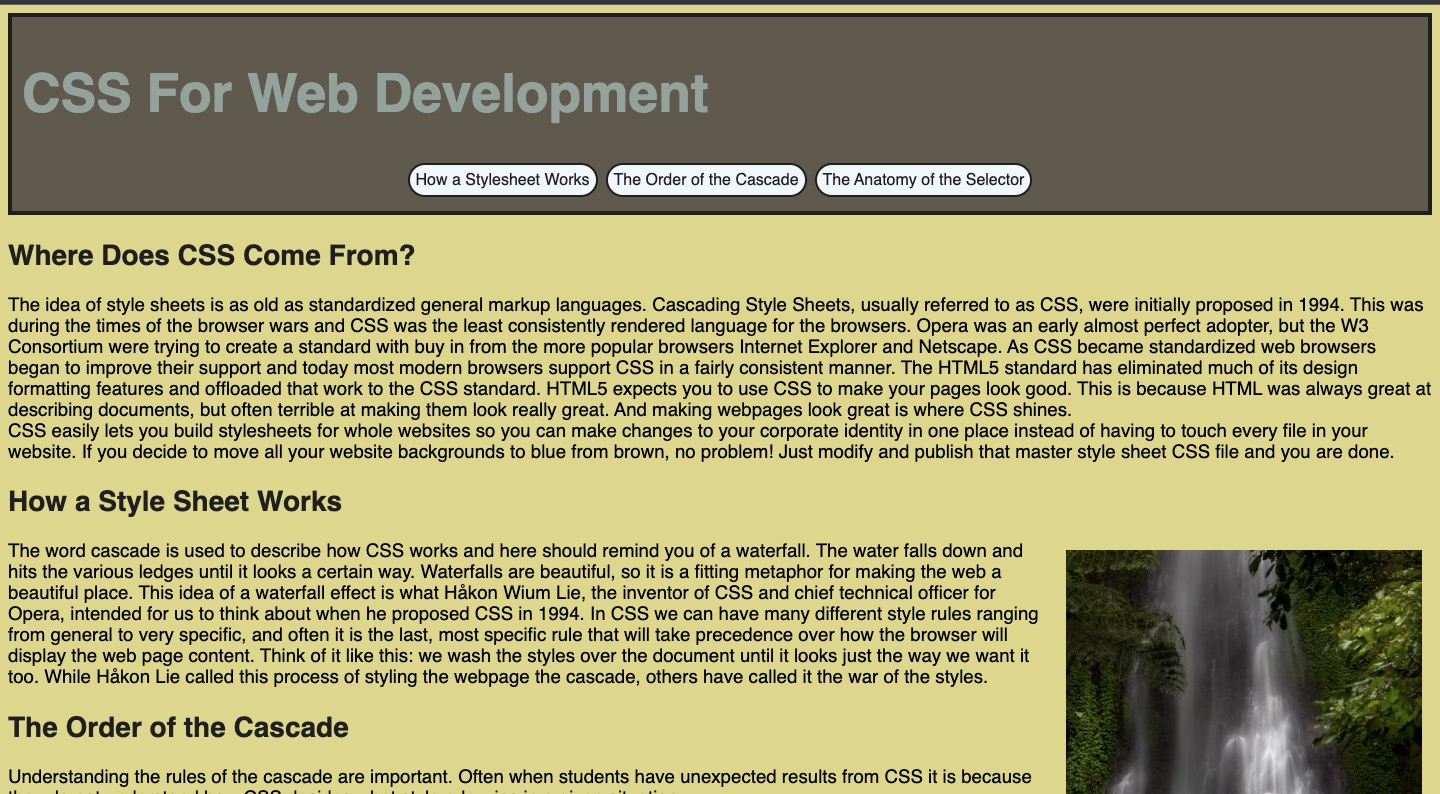 CSS For Web Development
How a Stylesheet Works The Order of the Cascade The Anatomy of the Selector
Where Does CSS Come From?
The idea of style sheets is as old as standardized general markup languages. Cascading Style Sheets, usually referred to as CSS, were initially proposed in 1994. This was
during the times of the browser wars and CSS was the least consistently rendered language for the browsers. Opera was an early almost perfect adopter, but the W3
Consortium were trying to create a standard with buy in from the more popular browsers Internet Explorer and Netscape. As CSS became standardized web browsers
began to improve their support and today most modern browsers support CSS in a fairly consistent manner. The HTML5 standard has eliminated much of its design
formatting features and offloaded that work to the CSS standard. HTML5 expects you to use CSS to make your pages look good. This is because HTML was always great at
describing documents, but often terrible at making them look really great. And making webpages look great is where CSS shines.
CSS easily lets you build stylesheets for whole websites so you can make changes to your corporate identity in one place instead of having to touch every file in your
website. If you decide to move all your website backgrounds to blue from brown, no problem! Just modify and publish that master style sheet CSS file and you are done.
How a Style Sheet Works
The word cascade is used to describe how CSS works and here should remind you of a waterfall. The water falls down and
hits the various ledges until it looks a certain way. Waterfalls are beautiful, so it is a fitting metaphor for making the web a
beautiful place. This idea of a waterfall effect is what Håkon Wium Lie, the inventor of CSS and chief technical officer for
Opera, intended for us to think about when he proposed CSS in 1994. In CSS we can have many different style rules ranging
from general to very specific, and often it is the last, most specific rule that will take precedence over how the browser will
display the web page content. Think of it like this: we wash the styles over the document until it looks just the way we want it
too. While Håkon Lie called this process of styling the webpage the cascade, others have called it the war of the styles.
The Order of the Cascade
Understanding the rules of the cascade are important. Often when students have unexpected results from CSS it is because